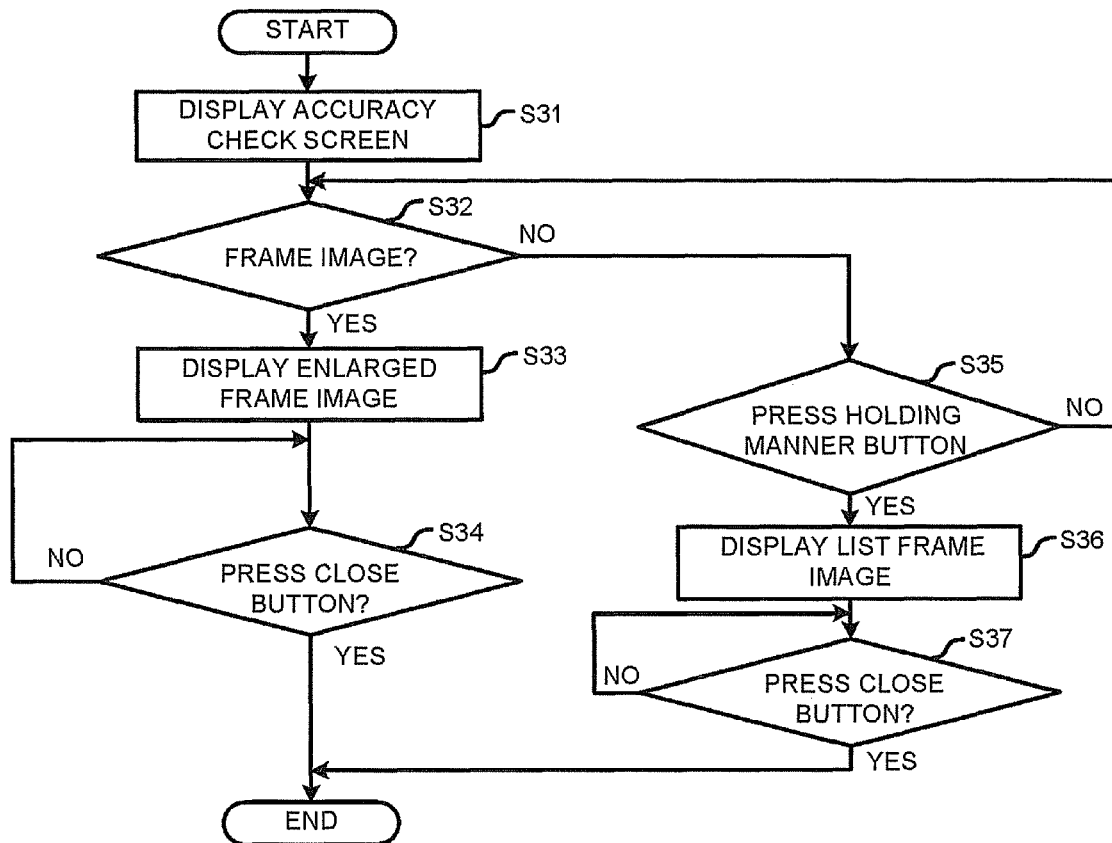 START
DISPLAY ACCURACY
CHECK SCREEN
S31
S32
FRAME IMAGE?
NO
YES
DISPLAY ENLARGED
FRAME IMAGE
S33
S35
PRESS HOLDING
MANNER BUTTON
NO
YES
S34
NO
PRESS CLOSE
BUTTON?
YES
DISPLAY LIST FRAME
IMAGE
S36
S37
NO
PRESS CLOSE
BUTTON?
YES
END